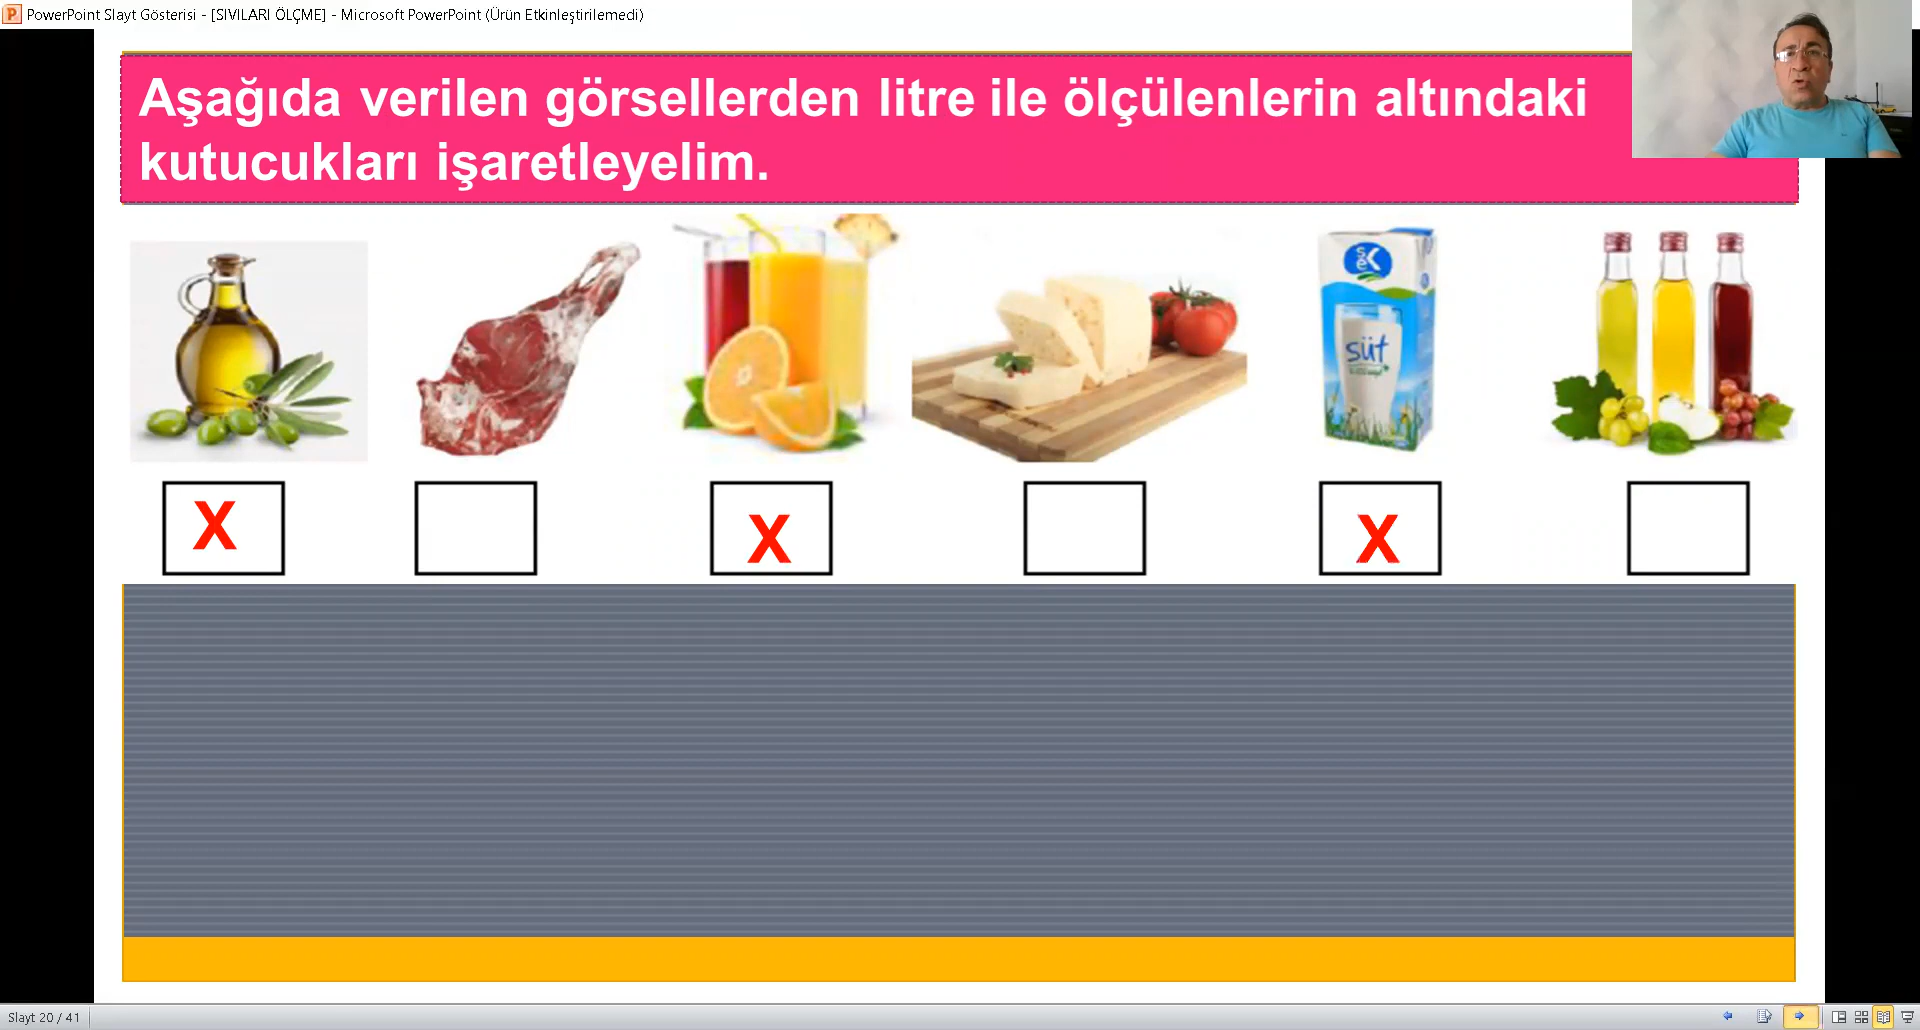 PowerPoint Slayt Gösterisi - [SIVILARI ÖLÇME] - Microsoft PowerPoint (Ürün Etkinleştirilemedi)
Aşağıda verilen görsellerden litre ile ölçülenlerin altındaki
kutucukları işaretleyelim.
SEK
süt
X
X
X
Slayt 20 / 41